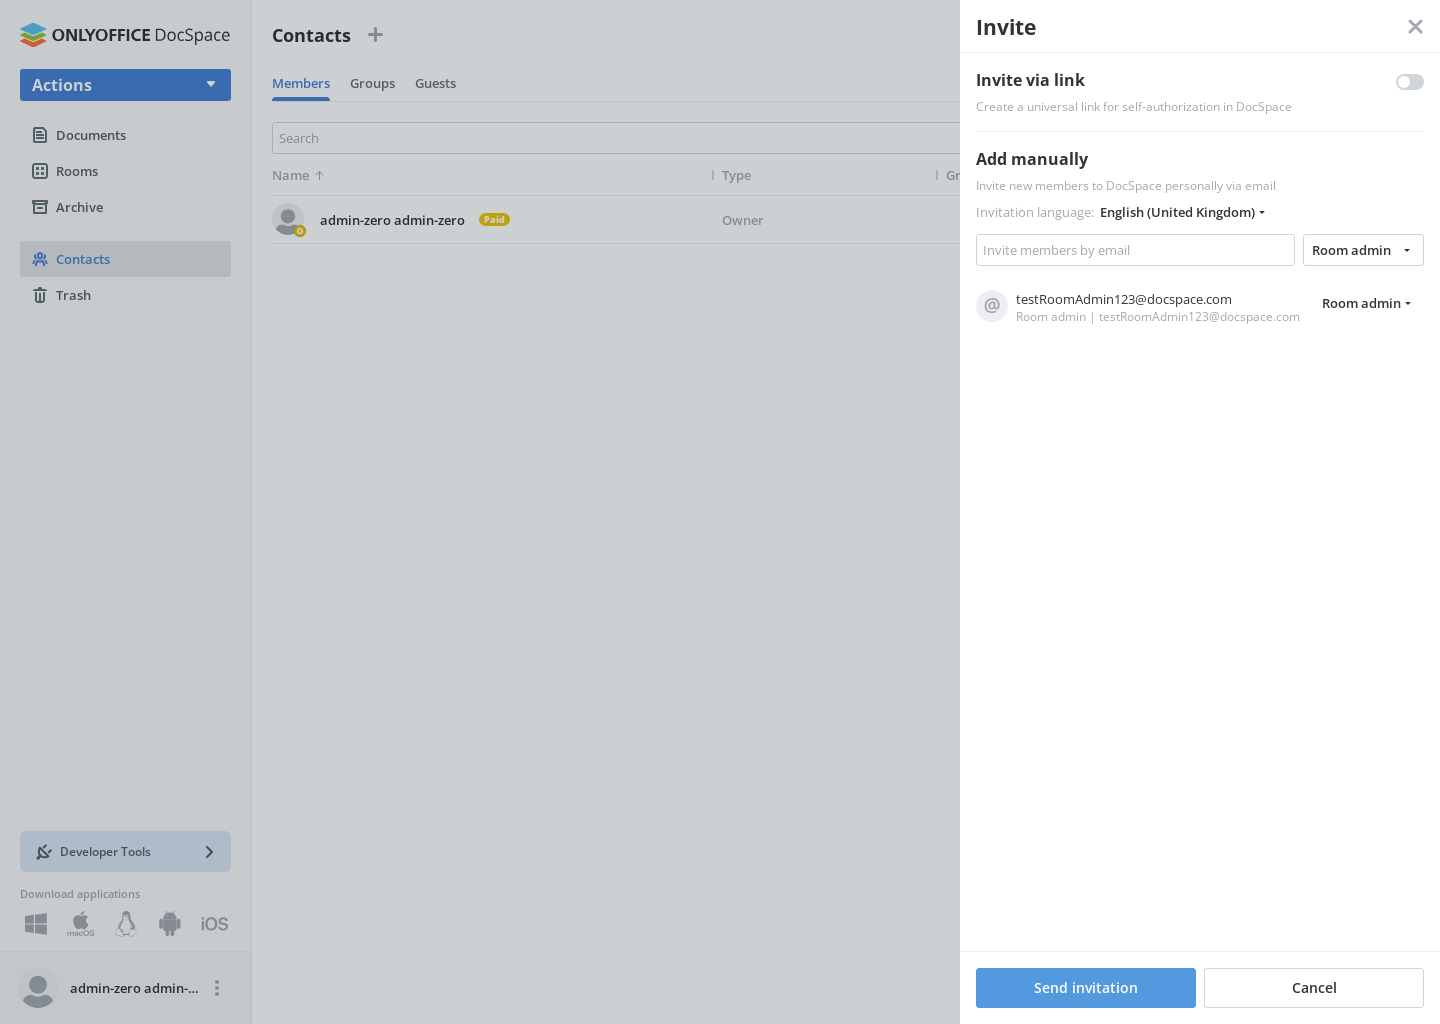 ONLYOFFICE DocSpace
Actions
Documents
Rooms
Archive
Contacts
Trash
Developer Tools
Download applications
macOS
iOS
admin-zero admin-...
Contacts
Members Groups Guests
Search
Name Type Gr
admin-zero admin-zero Paid Owner
Invite
Invite via link
Create a universal link for self-authorization in DocSpace
Add manually
Invite new members to DocSpace personally via email
Invitation language: English (United Kingdom)
Invite members by email Room admin
@ testRoomAdmin123@docspace.com Room admin
Room admin | testRoomAdmin123@docspace.com
Send invitation Cancel